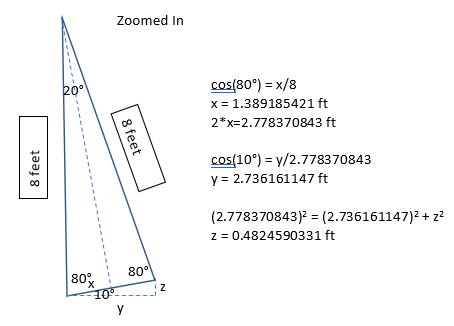 Zoomed In
20°
8 feet
8 feet
80°
x
10°
80°
z
y
cos(80°) = x/8
x = 1.389185421 ft
2*x=2.778370843 ft
cos(10°) = y/2.778370843
y = 2.736161147 ft
(2.778370843)² = (2.736161147)² + z²
z = 0.4824590331 ft